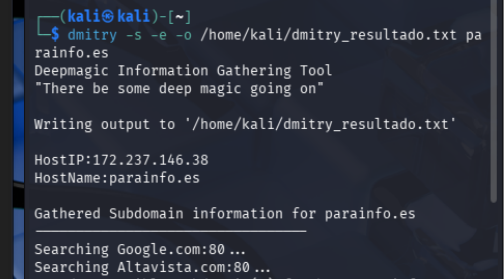 ┌──(kali㉿kali)-[~]
└─$ dmitry -s -e -o /home/kali/dmitry_resultado.txt pa
rainfo.es
Deepmagic Information Gathering Tool
"There be some deep magic going on"
Writing output to '/home/kali/dmitry_resultado.txt'
HostIP:172.237.146.38
HostName:parainfo.es
Gathered Subdomain information for parainfo.es
---------------------------------
Searching Google.com:80...
Searching Altavista.com:80...